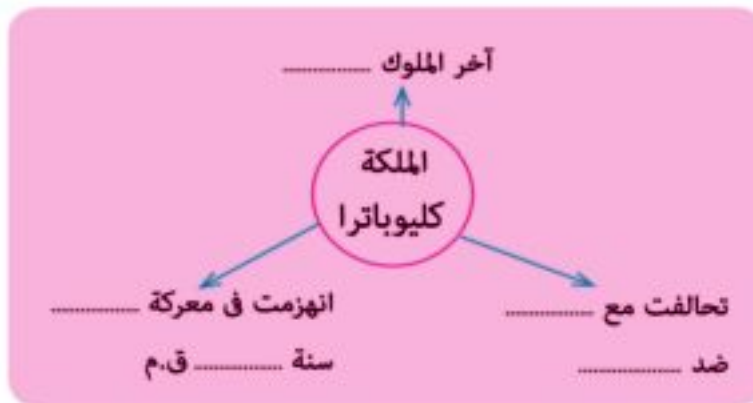 آخر الملوك ................
الملكة
كليوباترا
تحالفت مع ................
ضد ...................
انهزمت فى معركة ................
سنة ................ ق.م